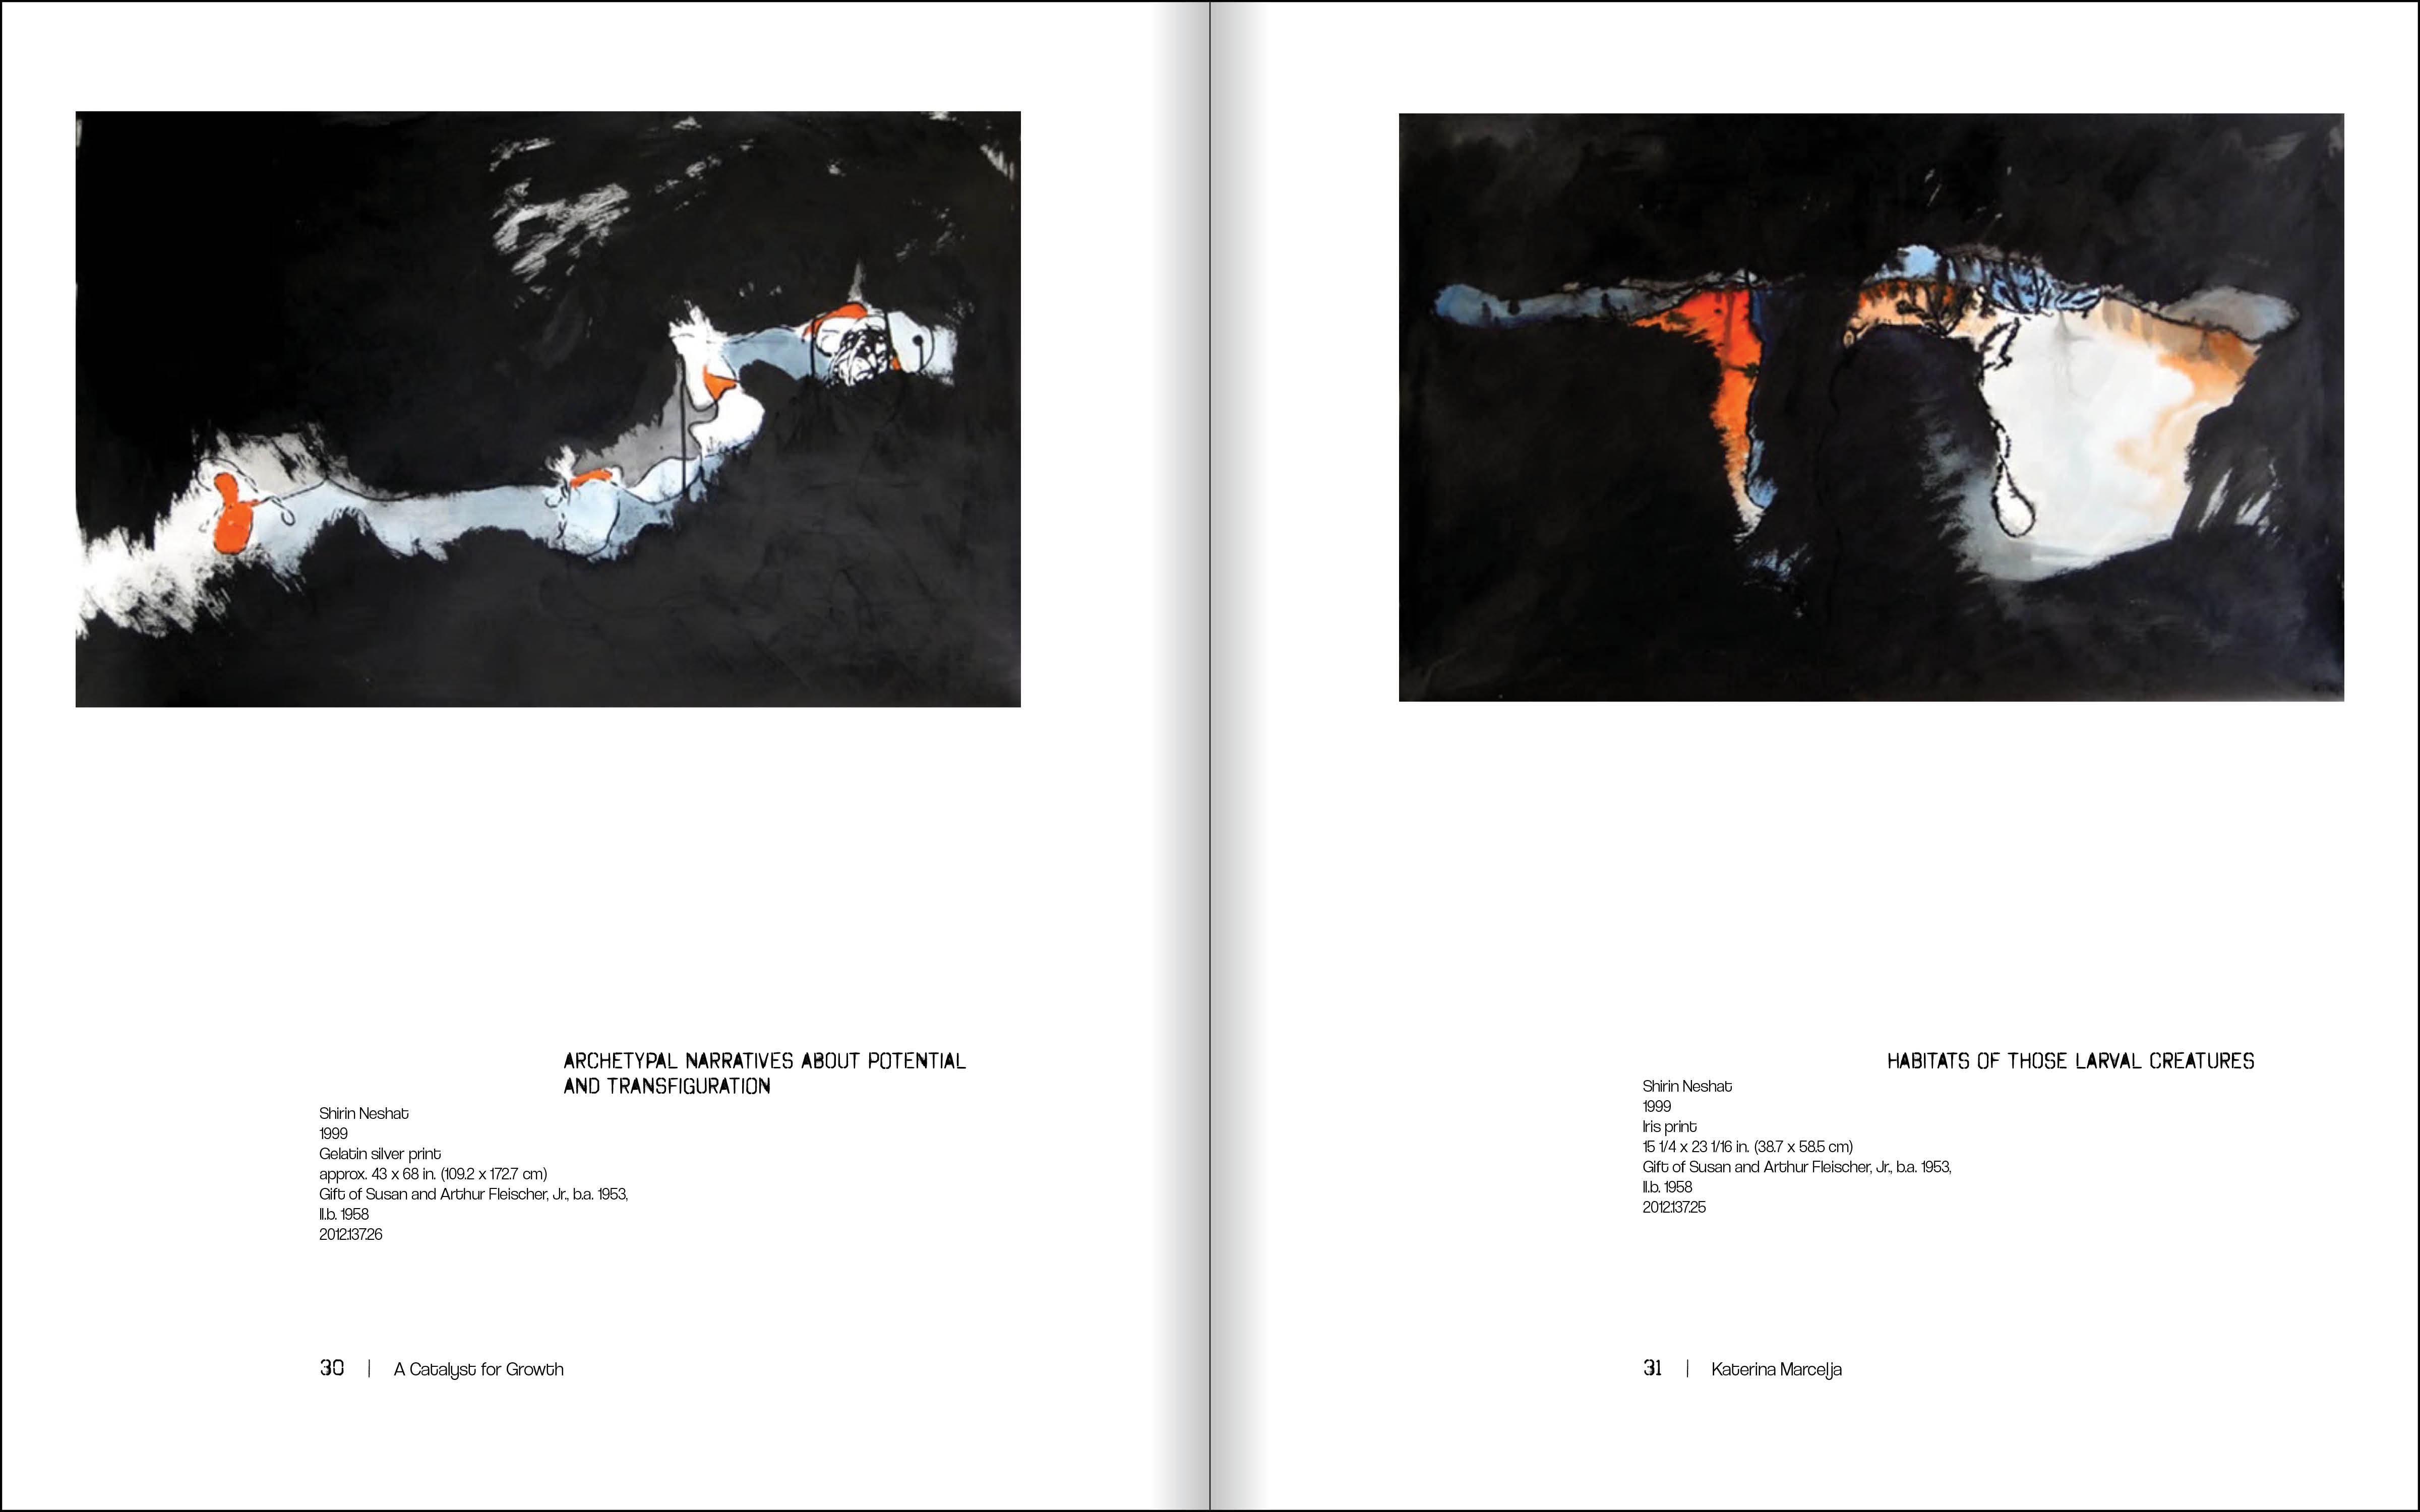 ARCHETYPAL NARRATIVES ABOUT POTENTIAL
AND TRANSFIGURATION
Shirin Neshat
1999
Gelatin silver print
approx. 43 x 68 in. (109.2 x 172.7 cm)
Gift of Susan and Arthur Fleischer, Jr., b.a. 1953,
ll.b. 1958
2012.137.26
30 | A Catalyst for Growth
HABITATS OF THOSE LARVAL CREATURES
Shirin Neshat
1999
Iris print
15 1/4 x 23 1/16 in. (38.7 x 58.5 cm)
Gift of Susan and Arthur Fleischer, Jr., b.a. 1953,
ll.b. 1958
2012.137.25
31 | Katerina Marcelja